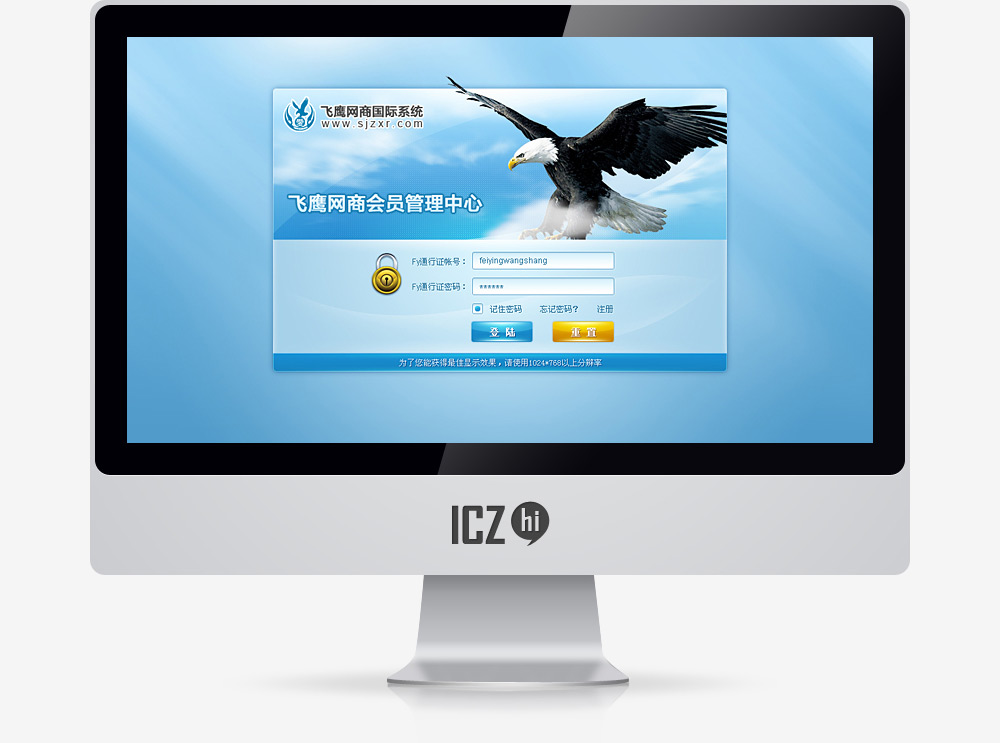 飞鹰网商国际系统
www.sjzxr.com
飞鹰网商会员管理中心
Fy通行证帐号：
feiyingwangshang
Fy通行证密码：
******
记住密码 忘记密码? 注册
登 陆 重 置
为了您能获得最佳显示效果，请使用1024*768以上分辩率
ICZ hi